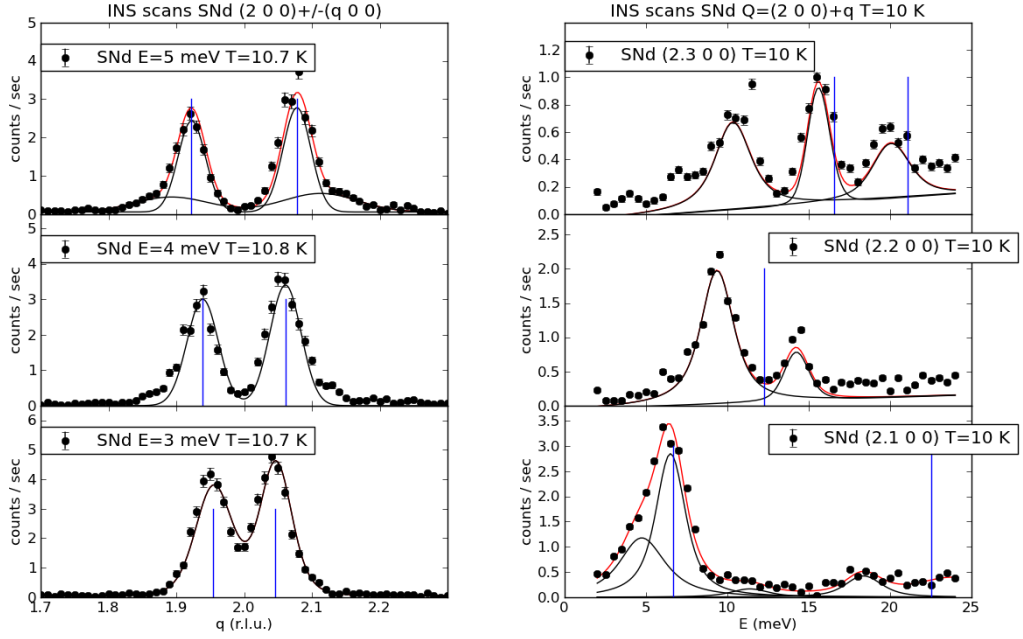 INS scans SNd (2 0 0)+/-(q 0 0)
5
4
3
2
1
0
counts / sec
SNd E=5 meV T=10.7 K
5
4
3
2
1
0
counts / sec
SNd E=4 meV T=10.8 K
6
5
4
3
2
1
0
counts / sec
SNd E=3 meV T=10.7 K
1.7 1.8 1.9 2.0 2.1 2.2
q (r.l.u.)
INS scans SNd Q=(2 0 0)+q T=10 K
1.2
1.0
0.8
0.6
0.4
0.2
0.0
counts / sec
SNd (2.3 0 0) T=10 K
2.5
2.0
1.5
1.0
0.5
0.0
counts / sec
SNd (2.2 0 0) T=10 K
3.5
3.0
2.5
2.0
1.5
1.0
0.5
0.0
counts / sec
SNd (2.1 0 0) T=10 K
0 5 10 15 20 25
E (meV)